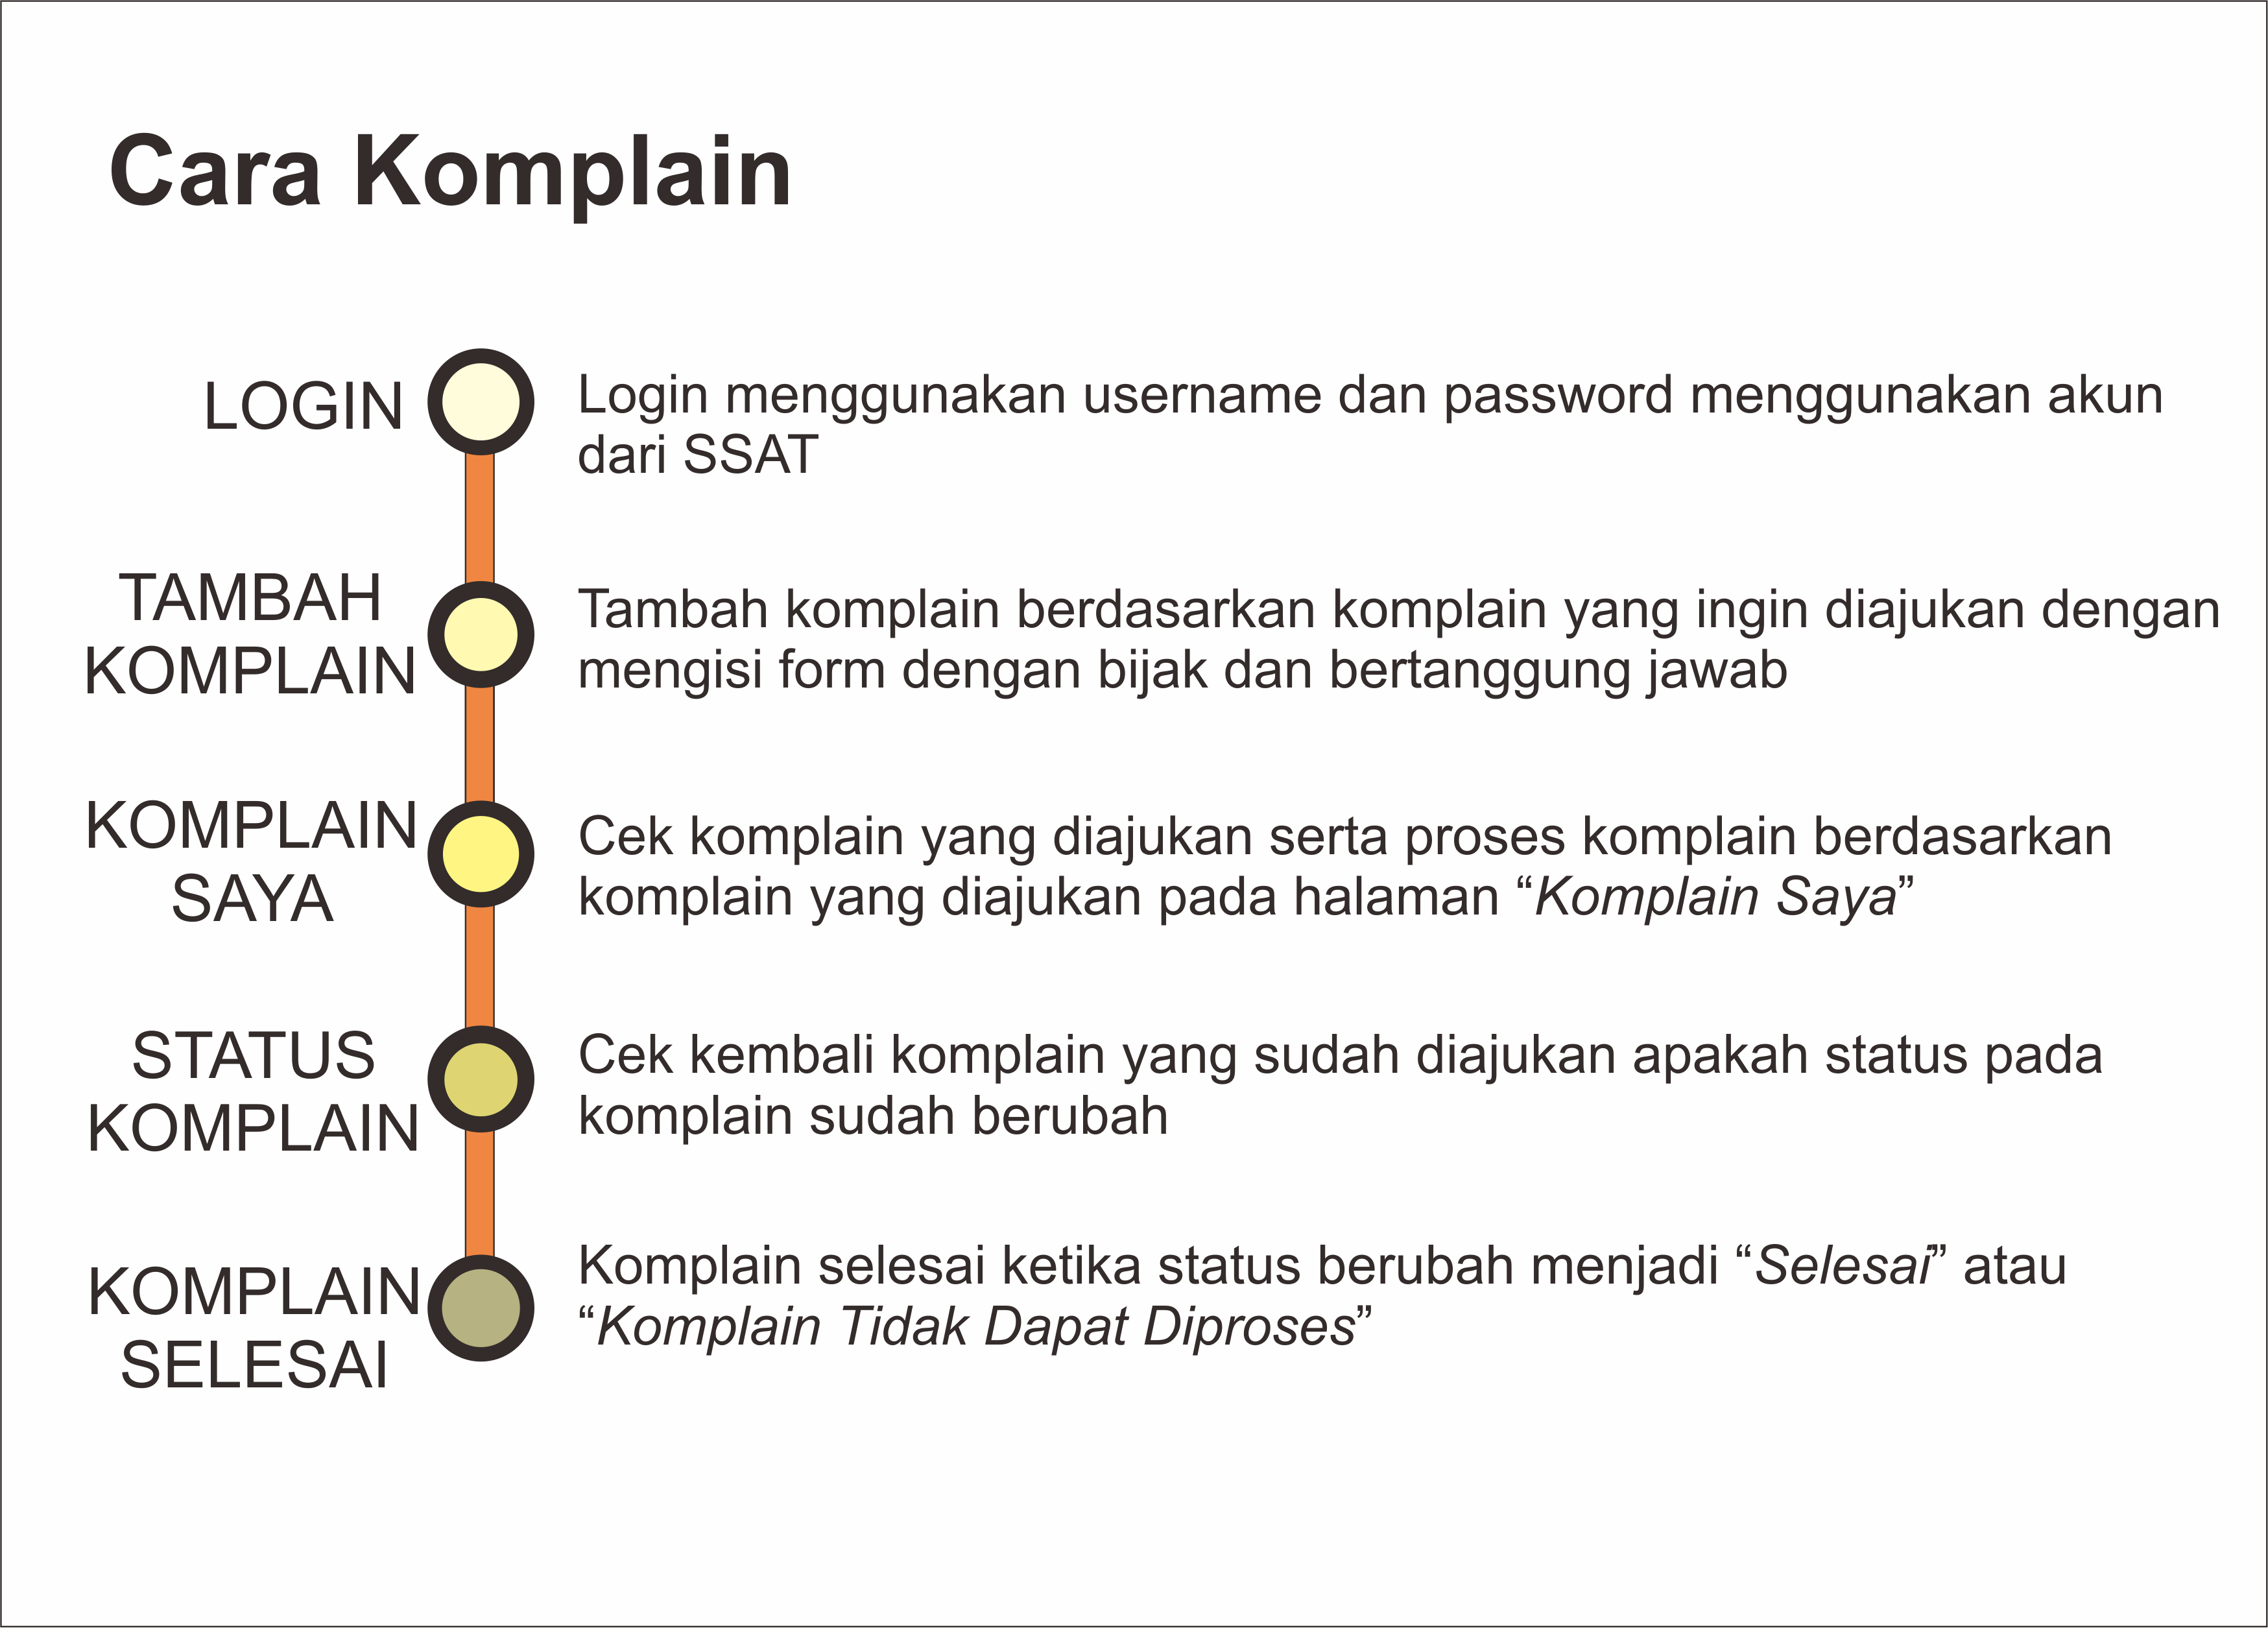 Cara Komplain
LOGIN
Login menggunakan username dan password menggunakan akun
dari SSAT
TAMBAH
KOMPLAIN
Tambah komplain berdasarkan komplain yang ingin diajukan dengan
mengisi form dengan bijak dan bertanggung jawab
KOMPLAIN
SAYA
Cek komplain yang diajukan serta proses komplain berdasarkan
komplain yang diajukan pada halaman “Komplain Saya”
STATUS
KOMPLAIN
Cek kembali komplain yang sudah diajukan apakah status pada
komplain sudah berubah
KOMPLAIN
SELESAI
Komplain selesai ketika status berubah menjadi “Selesai” atau
“Komplain Tidak Dapat Diproses”